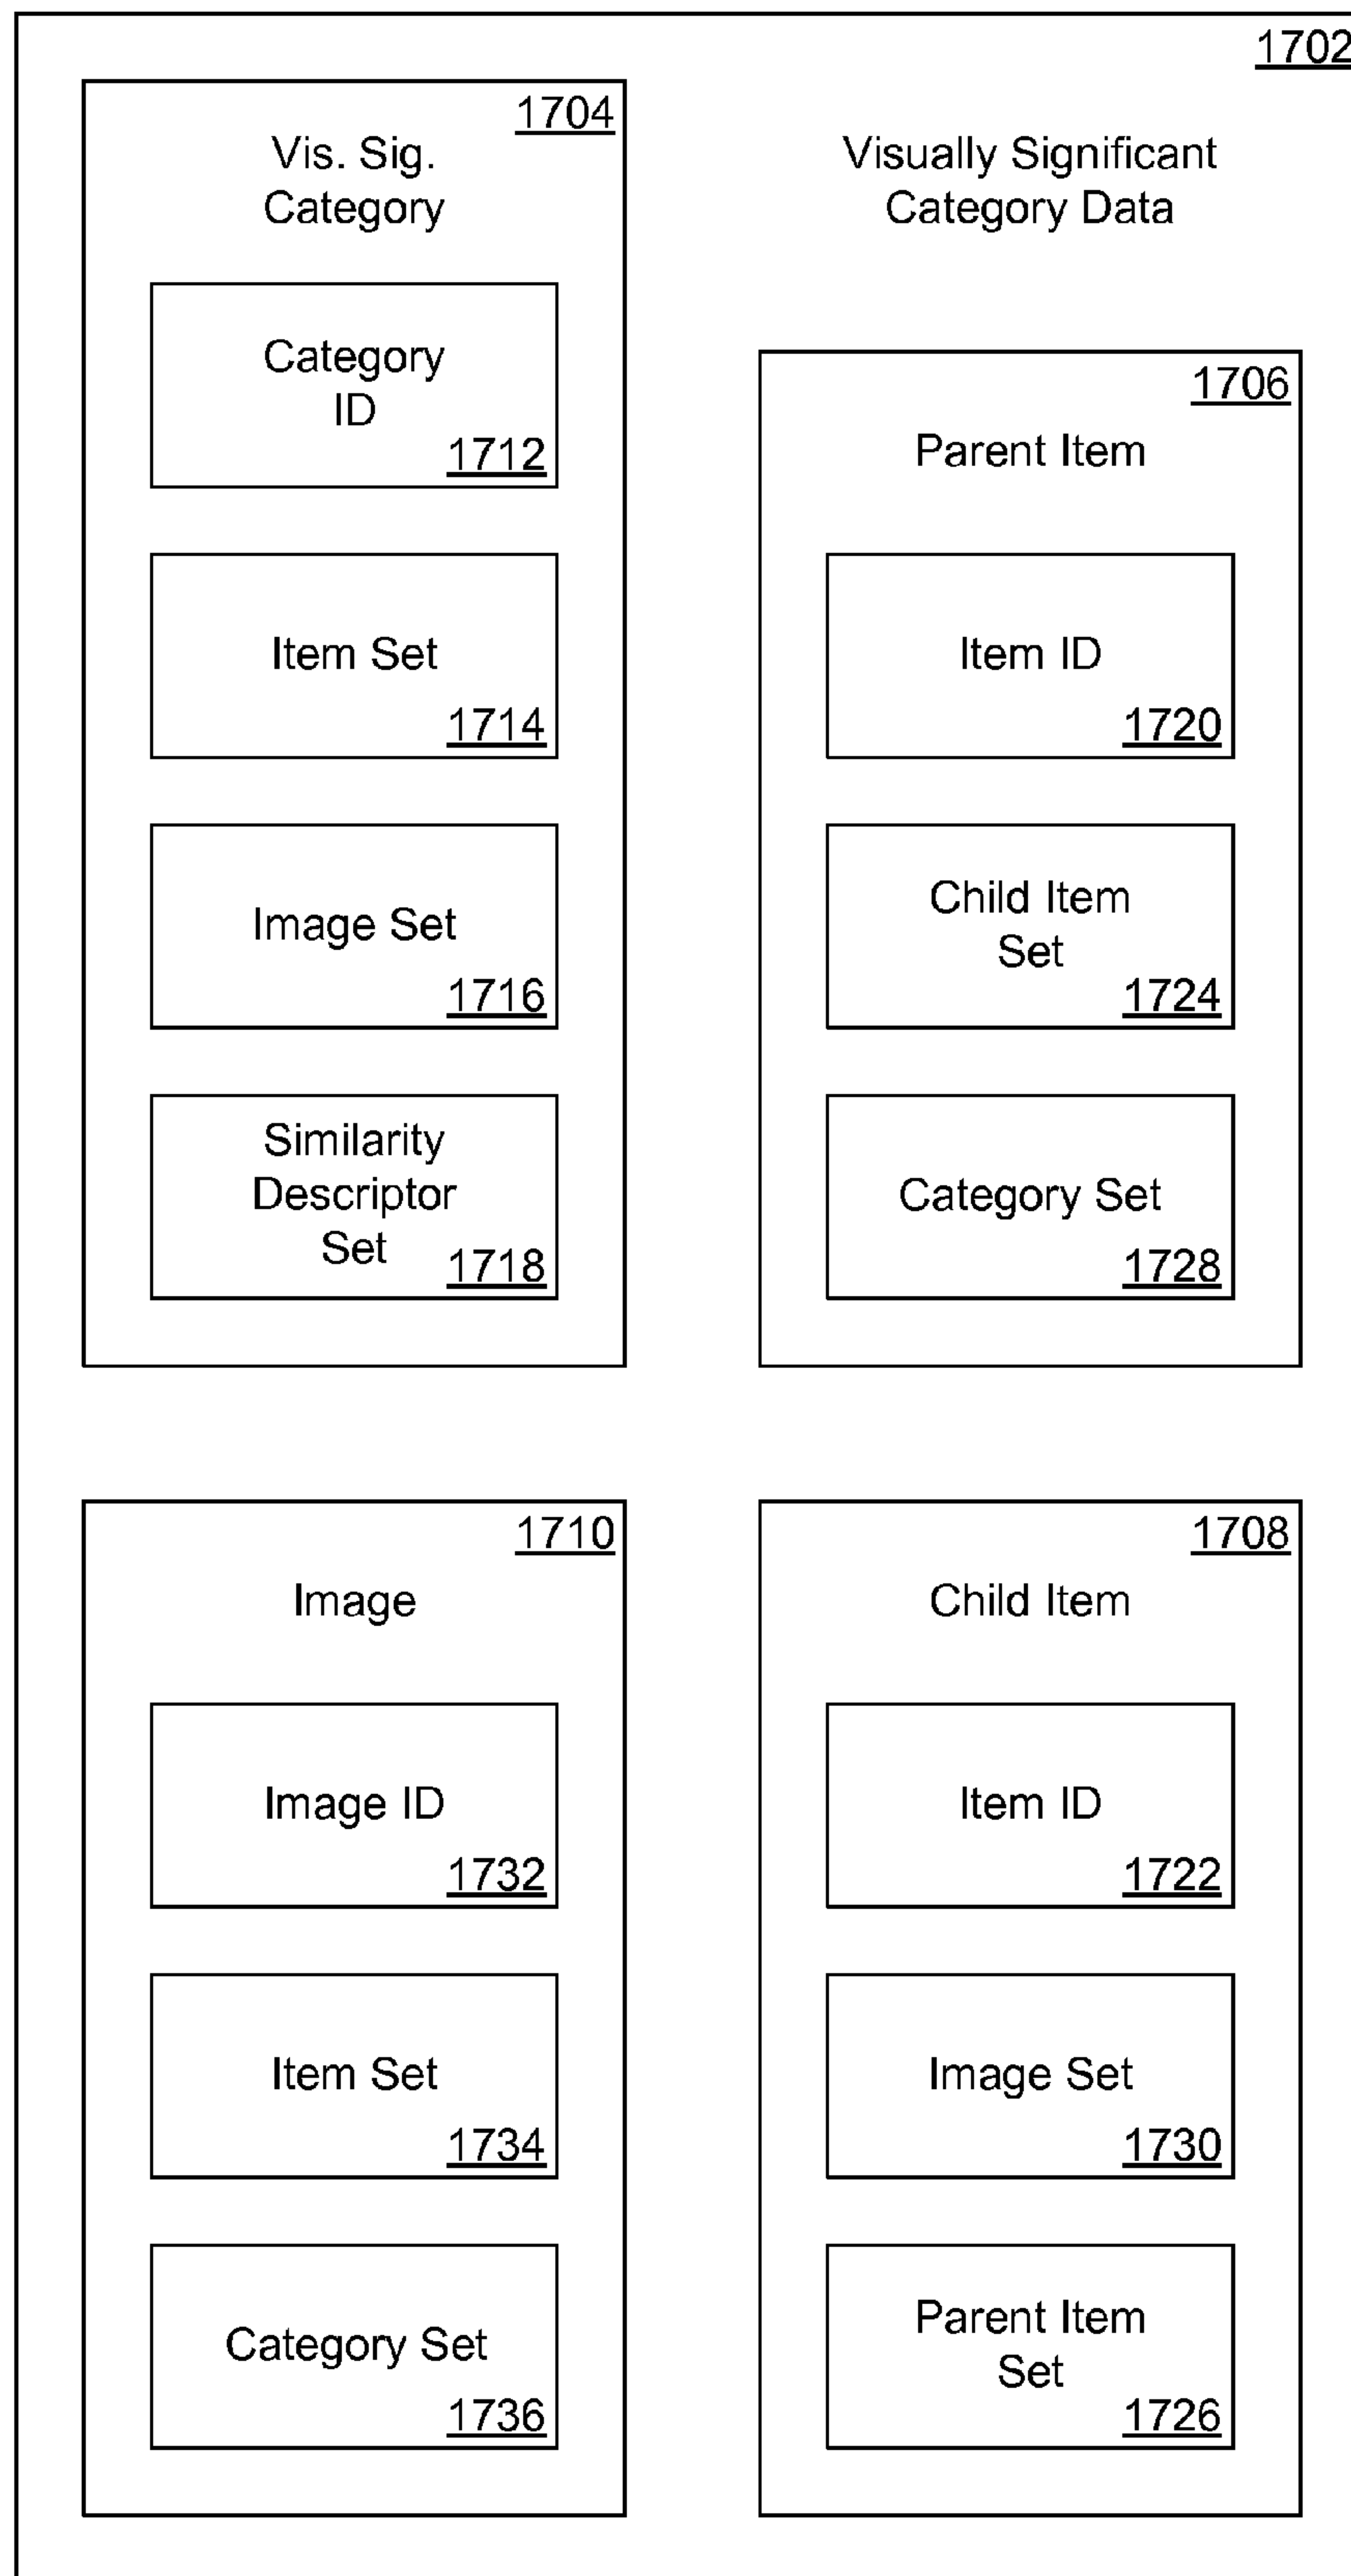 1702
1704
Vis. Sig.
Category
Visually Significant
Category Data
Category
ID
1712
Item Set
1714
Image Set
1716
Similarity
Descriptor
Set
1718
1706
Parent Item
Item ID
1720
Child Item
Set
1724
Category Set
1728
1710
Image
Image ID
1732
Item Set
1734
Category Set
1736
1708
Child Item
Item ID
1722
Image Set
1730
Parent Item
Set
1726